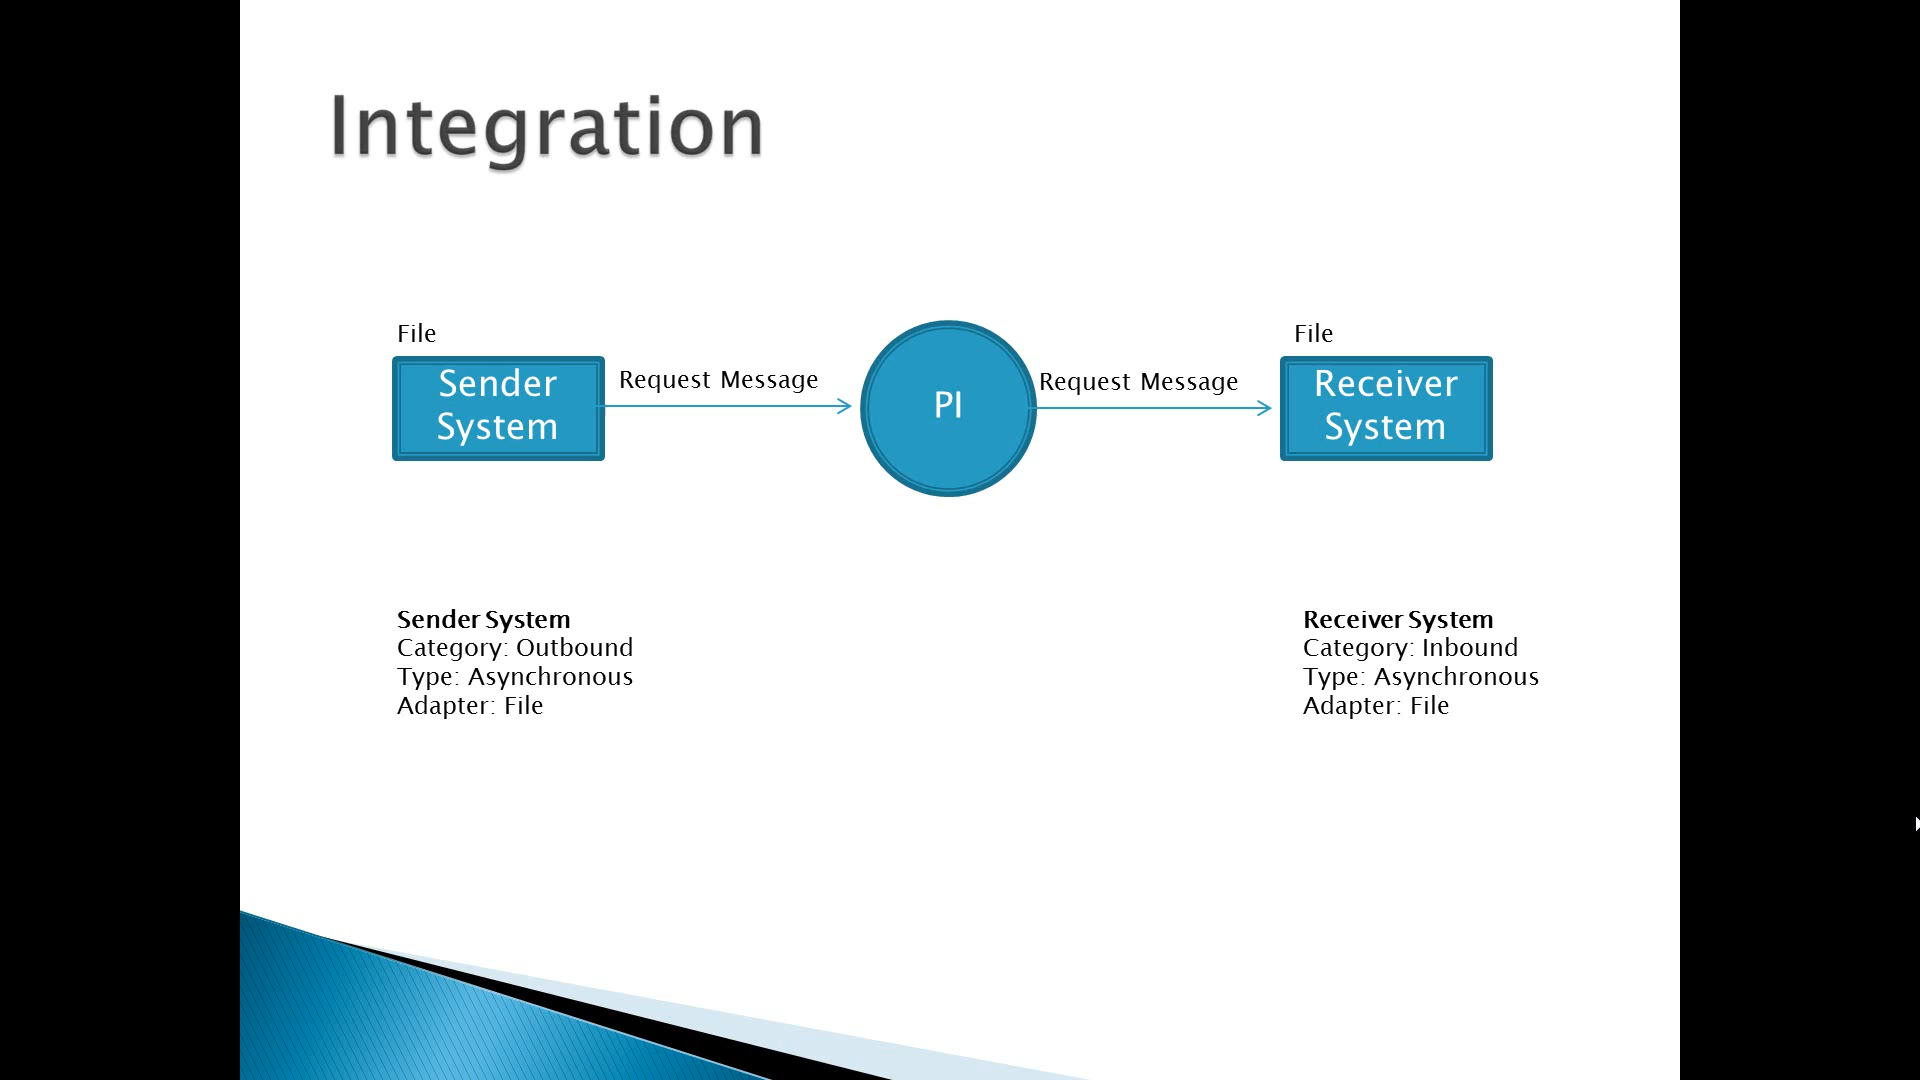 Integration
File
File
Sender
System
Request Message
PI
Request Message
Receiver
System
Sender System
Category: Outbound
Type: Asynchronous
Adapter: File
Receiver System
Category: Inbound
Type: Asynchronous
Adapter: File